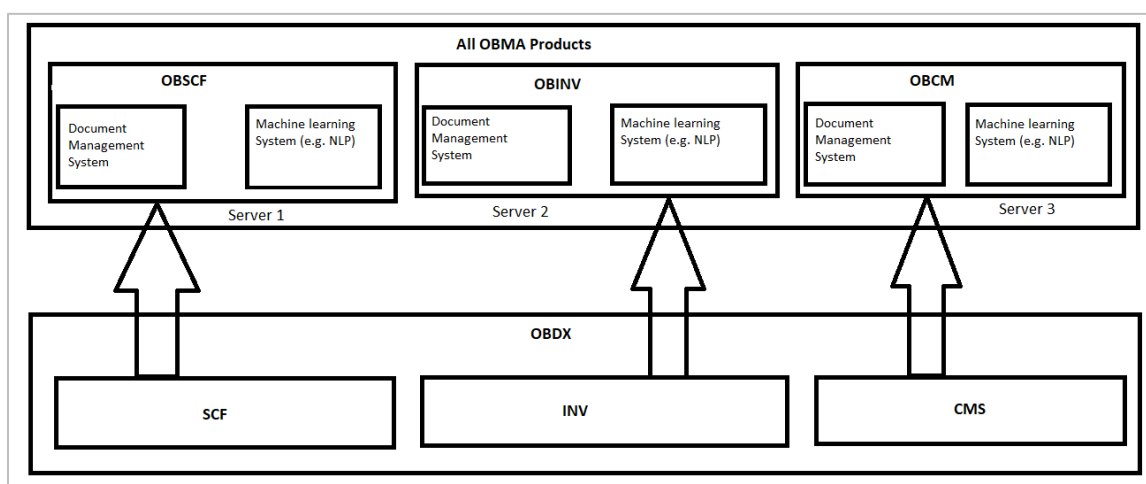 All OBMA Products
OBSCF
OBINV
OBCM
Document
Management
System
Machine learning
System (e.g. NLP)
Document
Management
System
Machine learning
System (e.g. NLP)
Document
Management
System
Machine learning
System (e.g. NLP)
Server 1
Server 2
Server 3
OBDX
SCF
INV
CMS